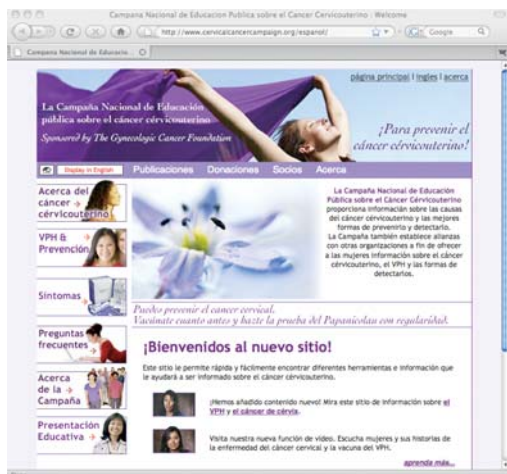 Campana Nacional de Educacion Publica sobre el Cancer Cervicouterino : Welcome
http://www.cervicalcancercampaign.org/espanol/
Google
Campana Nacional de Educacio...
página principal | ingles | acerca
La Campaña Nacional de Educación
pública sobre el cáncer cérvicouterino
Sponsored by The Gynecologic Cancer Foundation
¡Para prevenir el
cáncer cérvicouterino!
Display in English
Publicaciones Donaciones Socios Acerca
Acerca del
cáncer
cérvicouterino
VPH &
Prevención
Síntomas
Preguntas
frecuentes
Acerca
de la
Campaña
Presentación
Educativa
La Campaña Nacional de Educación
Pública sobre el Cáncer Cérvicouterino
proporciona información sobre las causas
del cáncer cérvicouterino y las mejores
formas de prevenirlo y detectarlo.
La Campaña también establece alianzas
con otras organizaciones a fin de ofrecer
a las mujeres información sobre el cáncer
cérvicouterino, el VPH y las formas de
detectarlos.
Puedes prevenir el cancer cervical.
Vacúnate cuanto antes y hazte la prueba del Papanicolau con regularidad.
¡Bienvenidos al nuevo sitio!
Este sitio le permite rápida y fácilmente encontrar diferentes herramientas e información que
le ayudará a ser informado sobre el cáncer cérvicouterino.
¡Hemos añadido contenido nuevo! Mira este sitio de información sobre el
VPH y el cáncer de cérvix.
Visita nuestra nueva función de vídeo. Escucha mujeres y sus historias de
la enfermedad del cáncer cervical y la vacuna del VPH.
aprenda más...